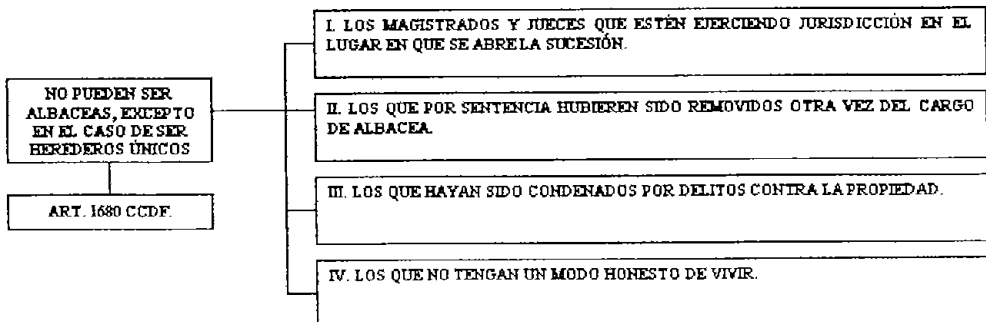 NO PUEDEN SER
ALBACEAS, EXCEPTO
EN EL CASO DE SER
HEREDEROS ÚNICOS
ART. 1680 CCDF.
I. LOS MAGISTRADOS Y JUECES QUE ESTÉN EJERCIENDO JURISDICCIÓN EN EL
LUGAR EN QUE SE ABRE LA SUCESIÓN.
II. LOS QUE POR SENTENCIA HUBIEREN SIDO REMOVIDOS OTRA VEZ DEL CARGO
DE ALBACEA.
III. LOS QUE HAYAN SIDO CONDENADOS POR DELITOS CONTRA LA PROPIEDAD.
IV. LOS QUE NO TENGAN UN MODO HONESTO DE VIVIR.